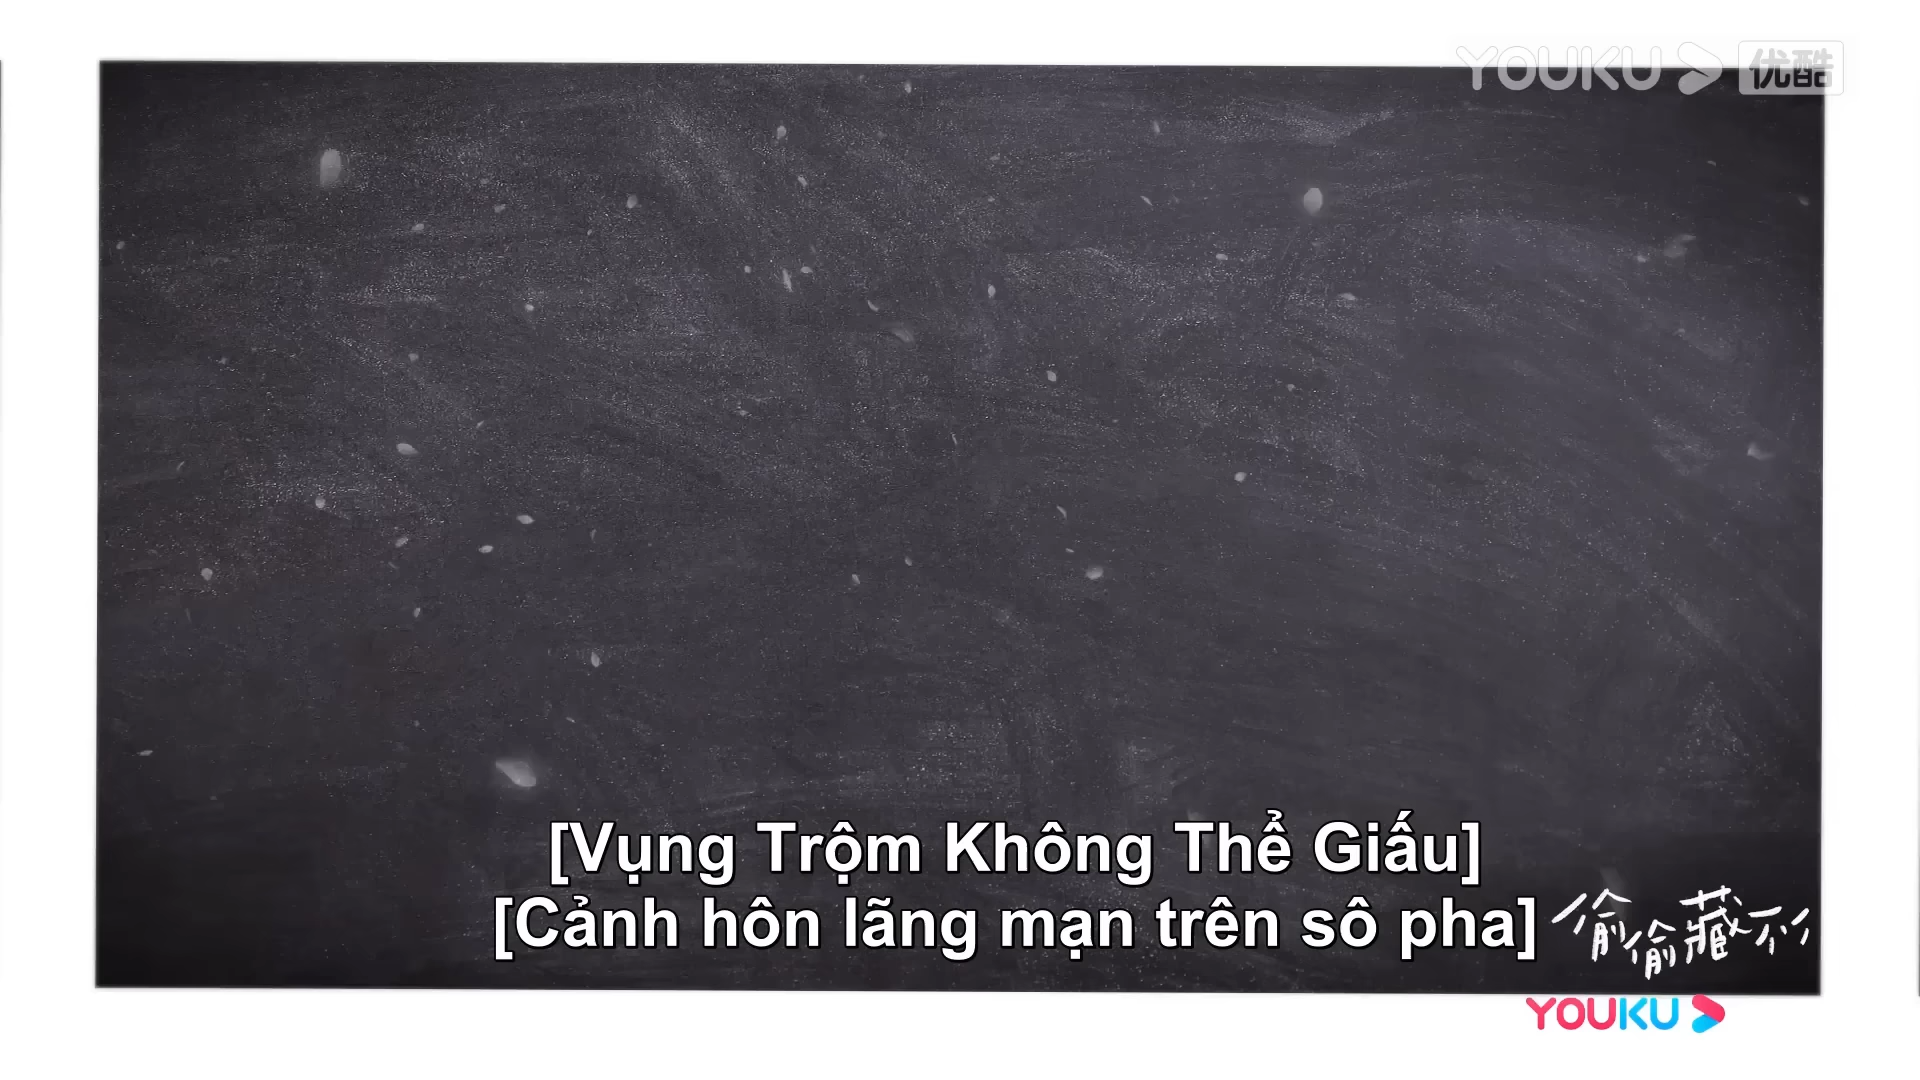 YOUKU 优酷
[Vụng Trộm Không Thể Giấu]
[Cảnh hôn lãng mạn trên sô pha]
偷偷藏不
YOUKU